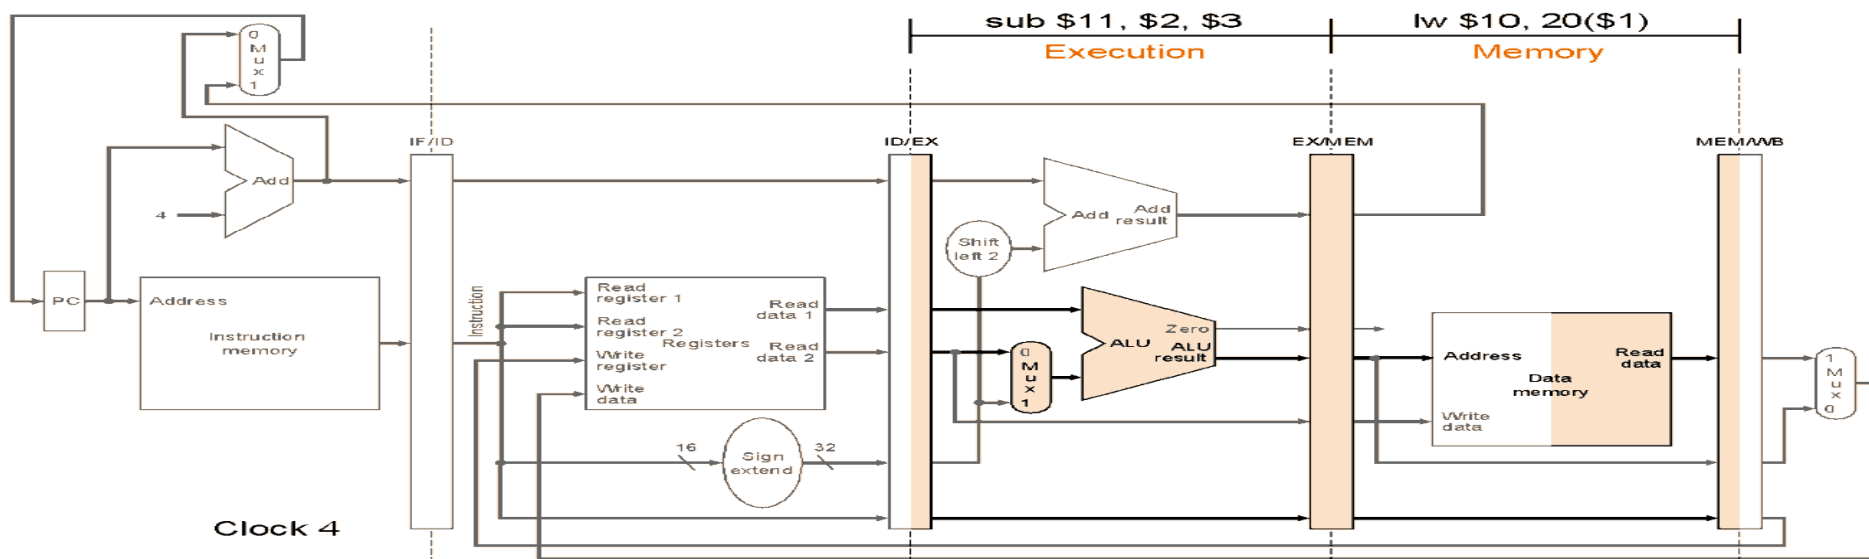 sub $11, $2, $3
lw $10, 20($1)
Execution
Memory
0
M
u
x
1
IF/ID
ID/EX
EX/MEM
MEM/WB
Add
4
Add
Add
result
Shift
left 2
PC
Address
Instruction
memory
Instruction
Read
register 1
Read
register 2
Write
register
Write
data
Registers
Read
data 1
Read
data 2
0
M
u
x
1
Zero
ALU
ALU
result
Address
Write
data
Data
memory
Read
data
1
M
u
x
0
16
Sign
extend
32
Clock 4